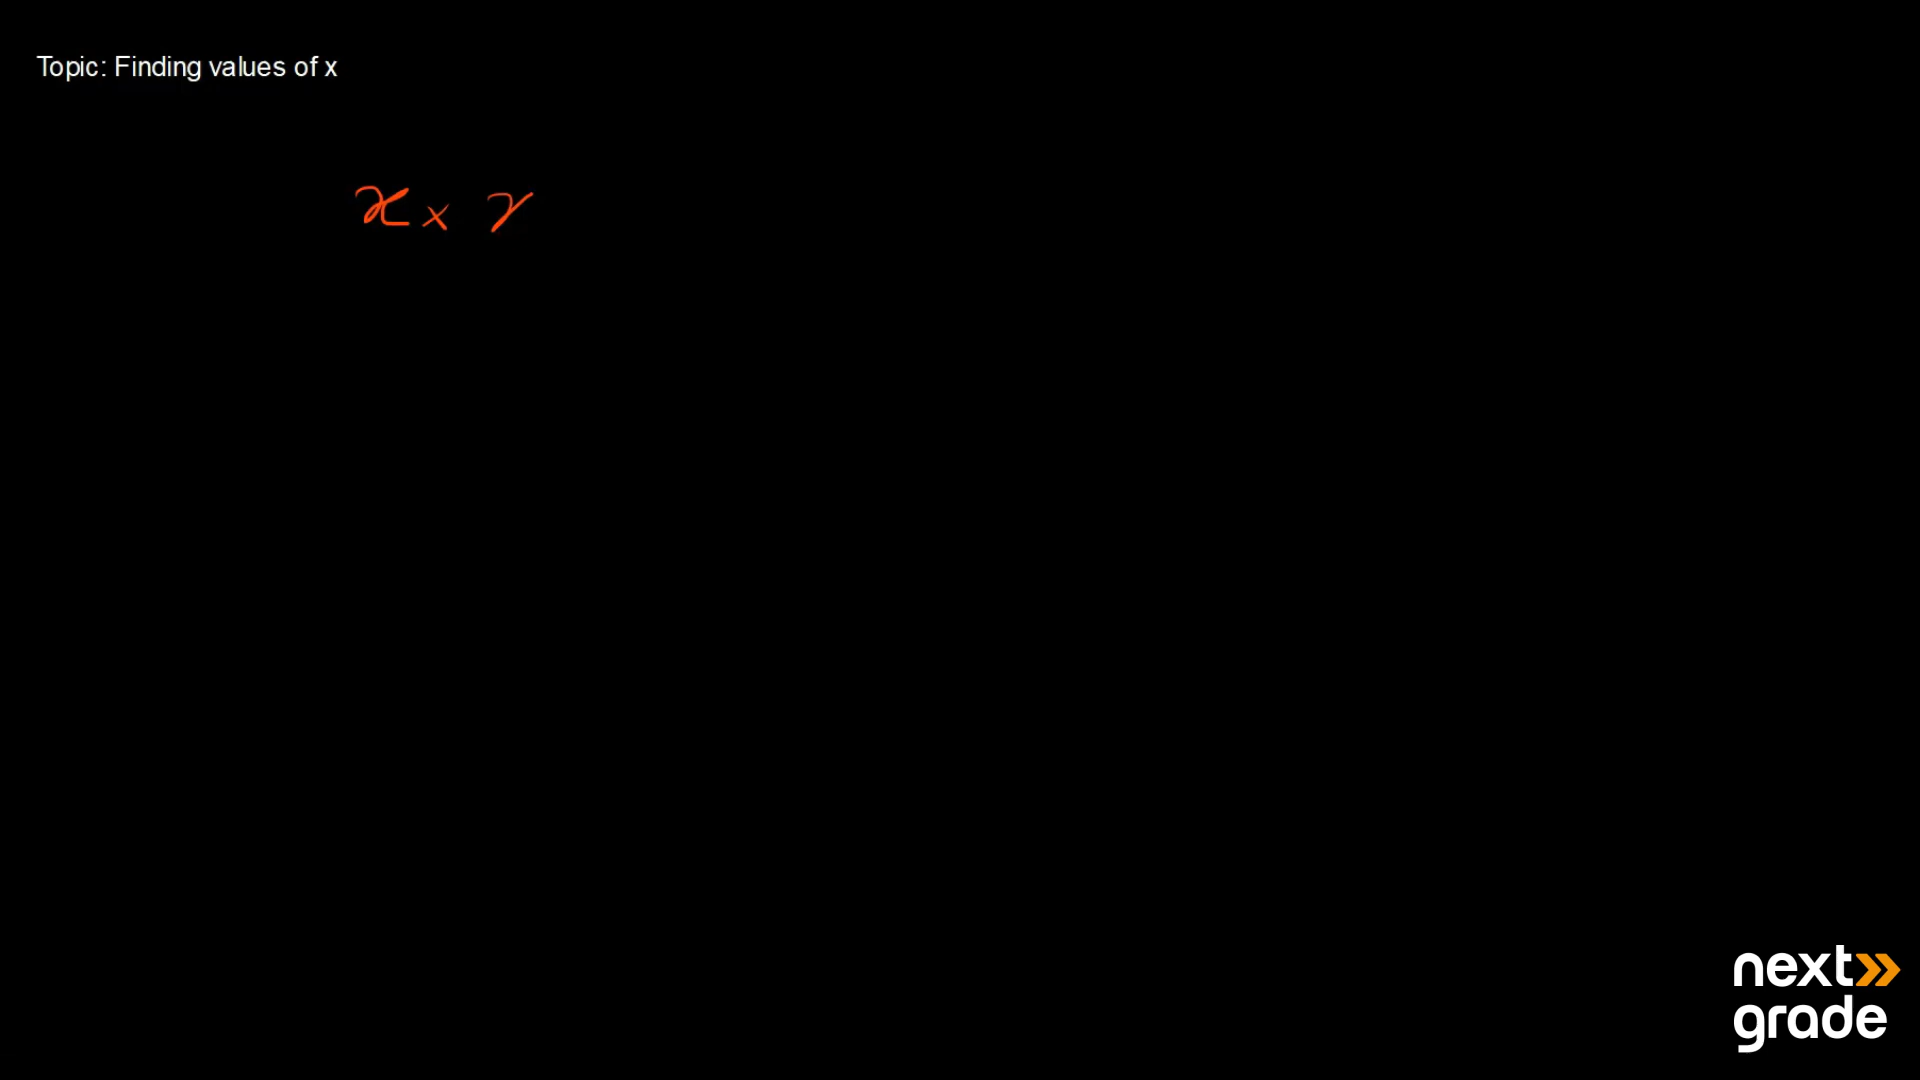 Topic: Finding values of x
x × 
next
grade